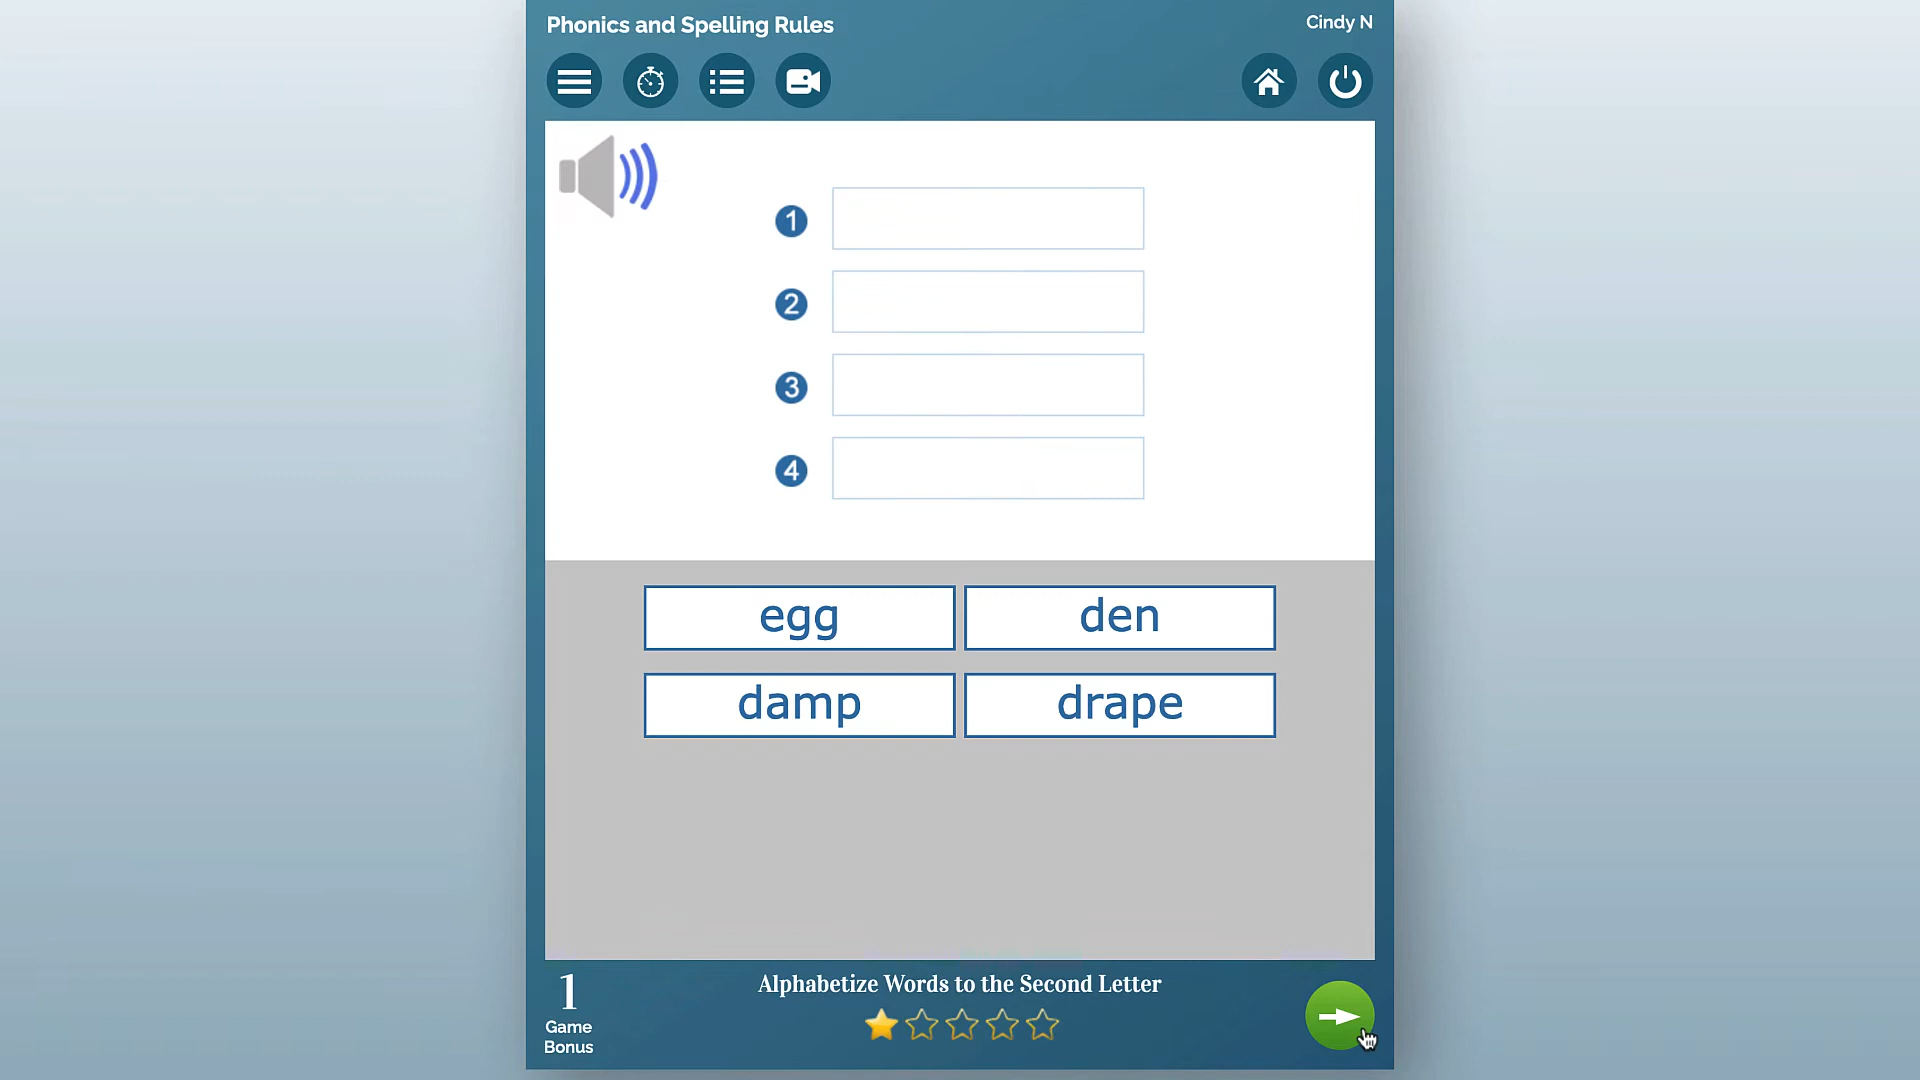 Phonics and Spelling Rules
Cindy N
1
2
3
4
egg
den
damp
drape
1
Game
Bonus
Alphabetize Words to the Second Letter